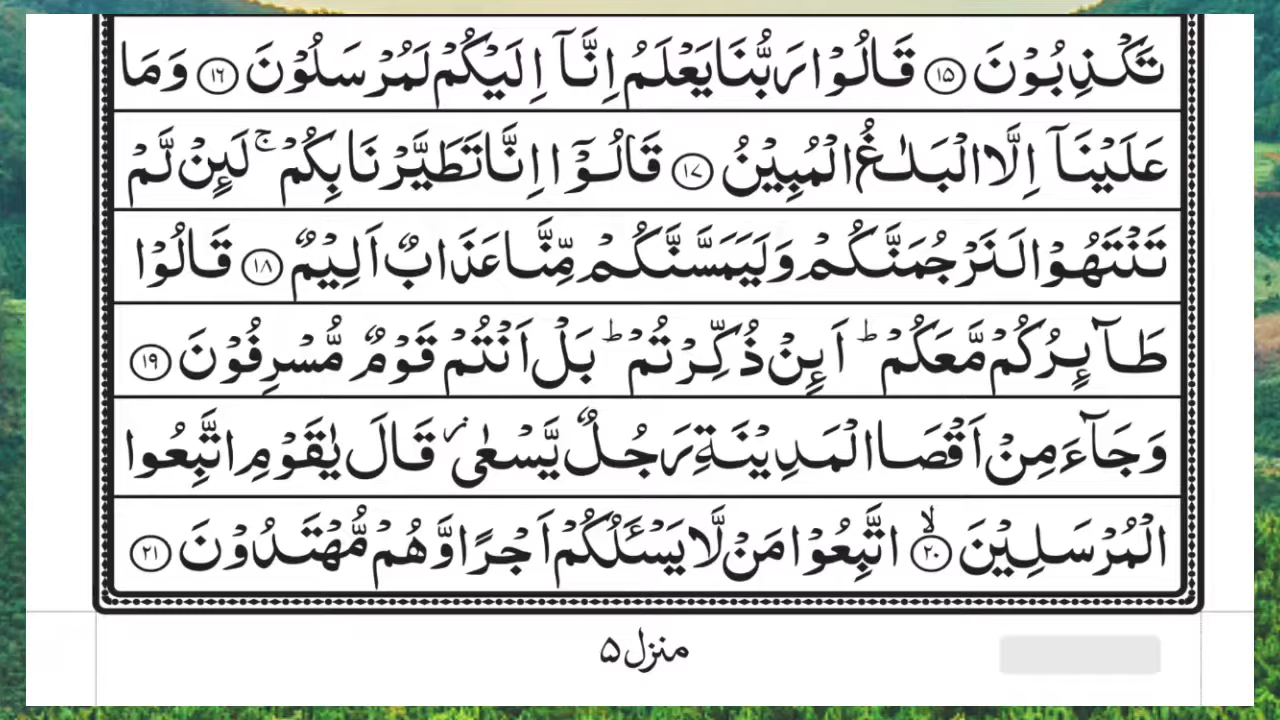 تَكْذِبُوْنَ ﴿١٥﴾ قَالُوْا رَبُّنَا يَعْلَمُ اِنَّاۤ اِلَيْكُمْ لَمُرْسَلُوْنَ ﴿١٦﴾ وَمَا
عَلَيْنَاۤ اِلَّا الْبَلٰغُ الْمُبِيْنُ ﴿١٧﴾ قَالُوْۤا اِنَّا تَطَيَّرْنَا بِكُمْ ۚ لَئِنْ لَّمْ
تَنْتَهُوْا لَنَرْجُمَنَّكُمْ وَلَيَمَسَّنَّكُمْ مِّنَّا عَذَابٌ اَلِيْمٌ ﴿١٨﴾ قَالُوْا
طَآئِرُكُمْ مَّعَكُمْ ؕ اَئِنْ ذُكِّرْتُمْ ؕ بَلْ اَنْتُمْ قَوْمٌ مُّسْرِفُوْنَ ﴿١٩﴾
وَجَآءَ مِنْ اَقْصَا الْمَدِيْنَةِ رَجُلٌ يَّسْعٰى ز قَالَ يٰقَوْمِ اتَّبِعُوا
الْمُرْسَلِيْنَ ۙ﴿٢٠﴾ اتَّبِعُوْا مَنْ لَّا يَسْـَٔلُكُمْ اَجْرًا وَّهُمْ مُّهْتَدُوْنَ ﴿٢١﴾
منزل ۵